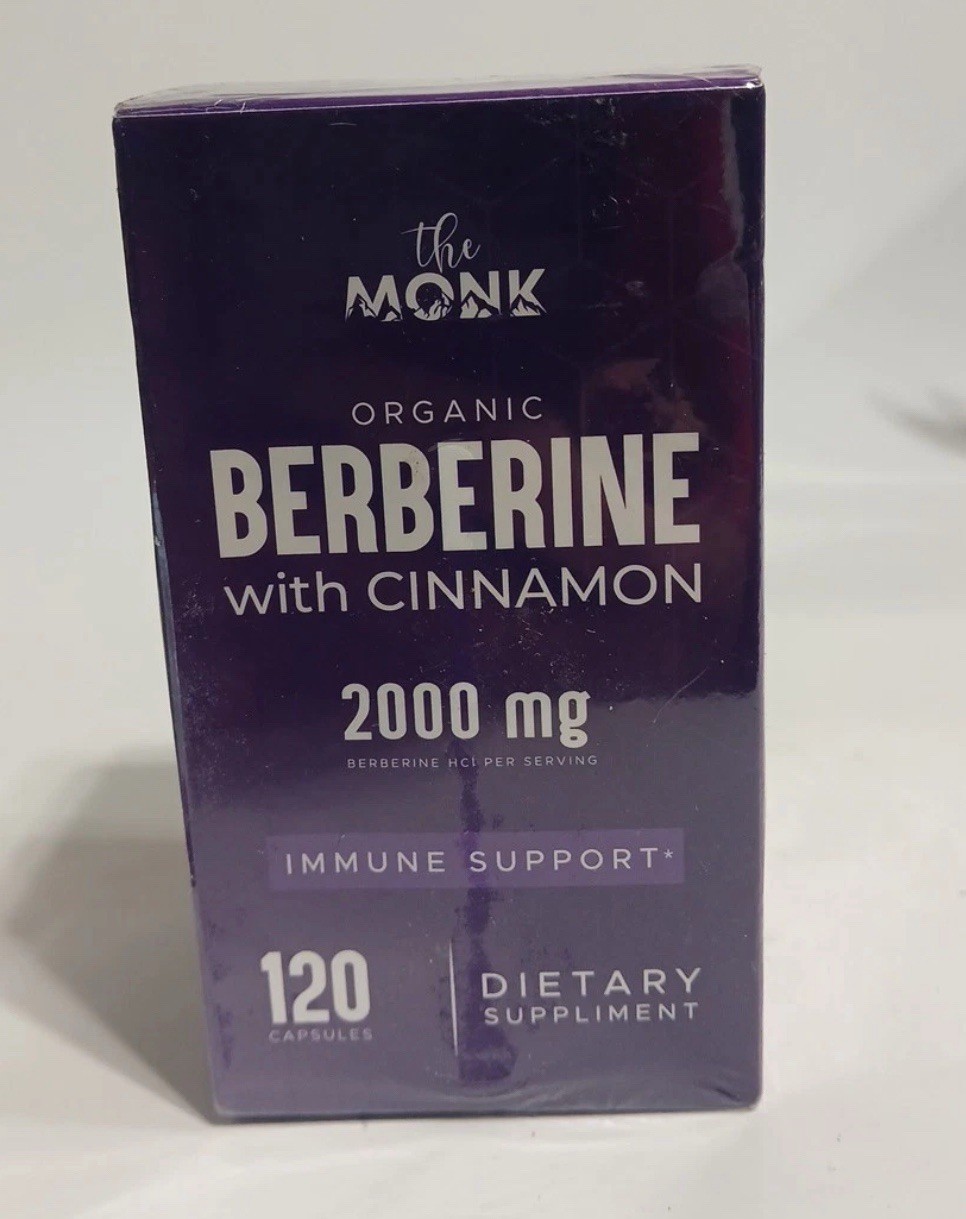 the
MONK
ORGANIC
BERBERINE
with CINNAMON
2000 mg
BERBERINE HCl PER SERVING
IMMUNE SUPPORT*
120
CAPSULES
DIETARY
SUPPLIMENT